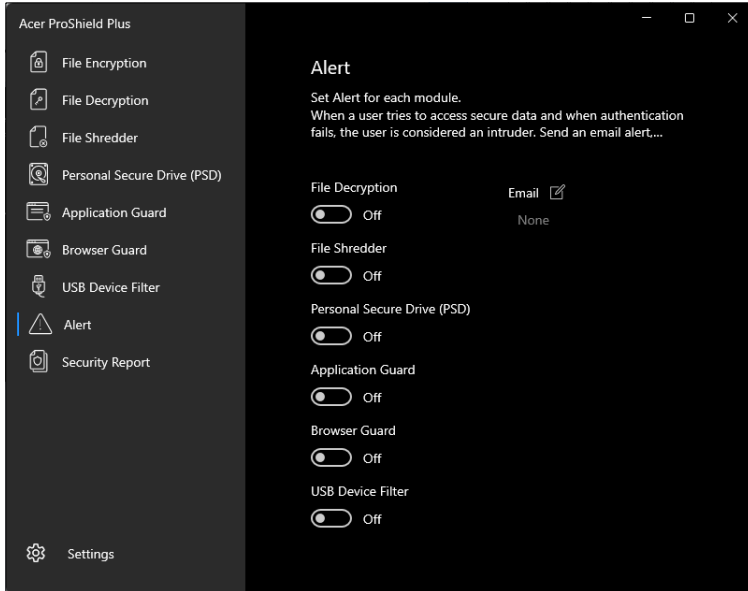 Acer ProShield Plus
File Encryption
File Decryption
File Shredder
Personal Secure Drive (PSD)
Application Guard
Browser Guard
USB Device Filter
Alert
Security Report
Settings
Alert
Set Alert for each module.
When a user tries to access secure data and when authentication
fails, the user is considered an intruder. Send an email alert,...
File Decryption
Off
Email
None
File Shredder
Off
Personal Secure Drive (PSD)
Off
Application Guard
Off
Browser Guard
Off
USB Device Filter
Off